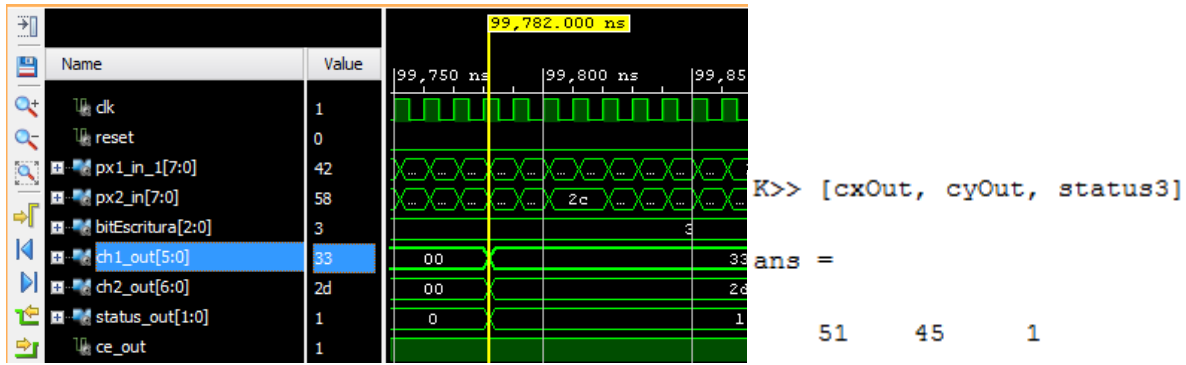 99,782.000 ns
Name Value
99,750 ns 99,800 ns 99,85
clk 1
reset 0
px1_in_1[7:0] 42 ... ... ... ... ... ... ... ...
px2_in[7:0] 58 ... ... ... ... 2c ... ... ... ...
bitEscritura[2:0] 3 3
ch1_out[5:0] 33 00 33
ch2_out[6:0] 2d 00 2d
status_out[1:0] 1 0 1
ce_out 1
K>> [cxOut, cyOut, status3]
ans =
51 45 1